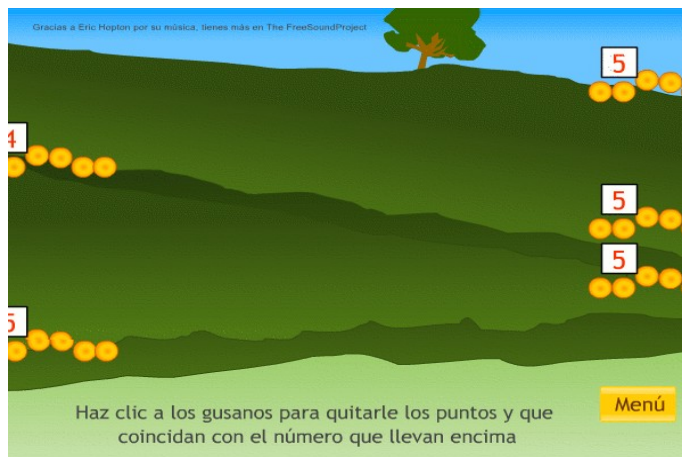 Gracias a Eric Hopton por su música, tienes más en The FreeSoundProject
5
4
5
5
5
Menú
Haz clic a los gusanos para quitarle los puntos y que
coincidan con el número que llevan encima